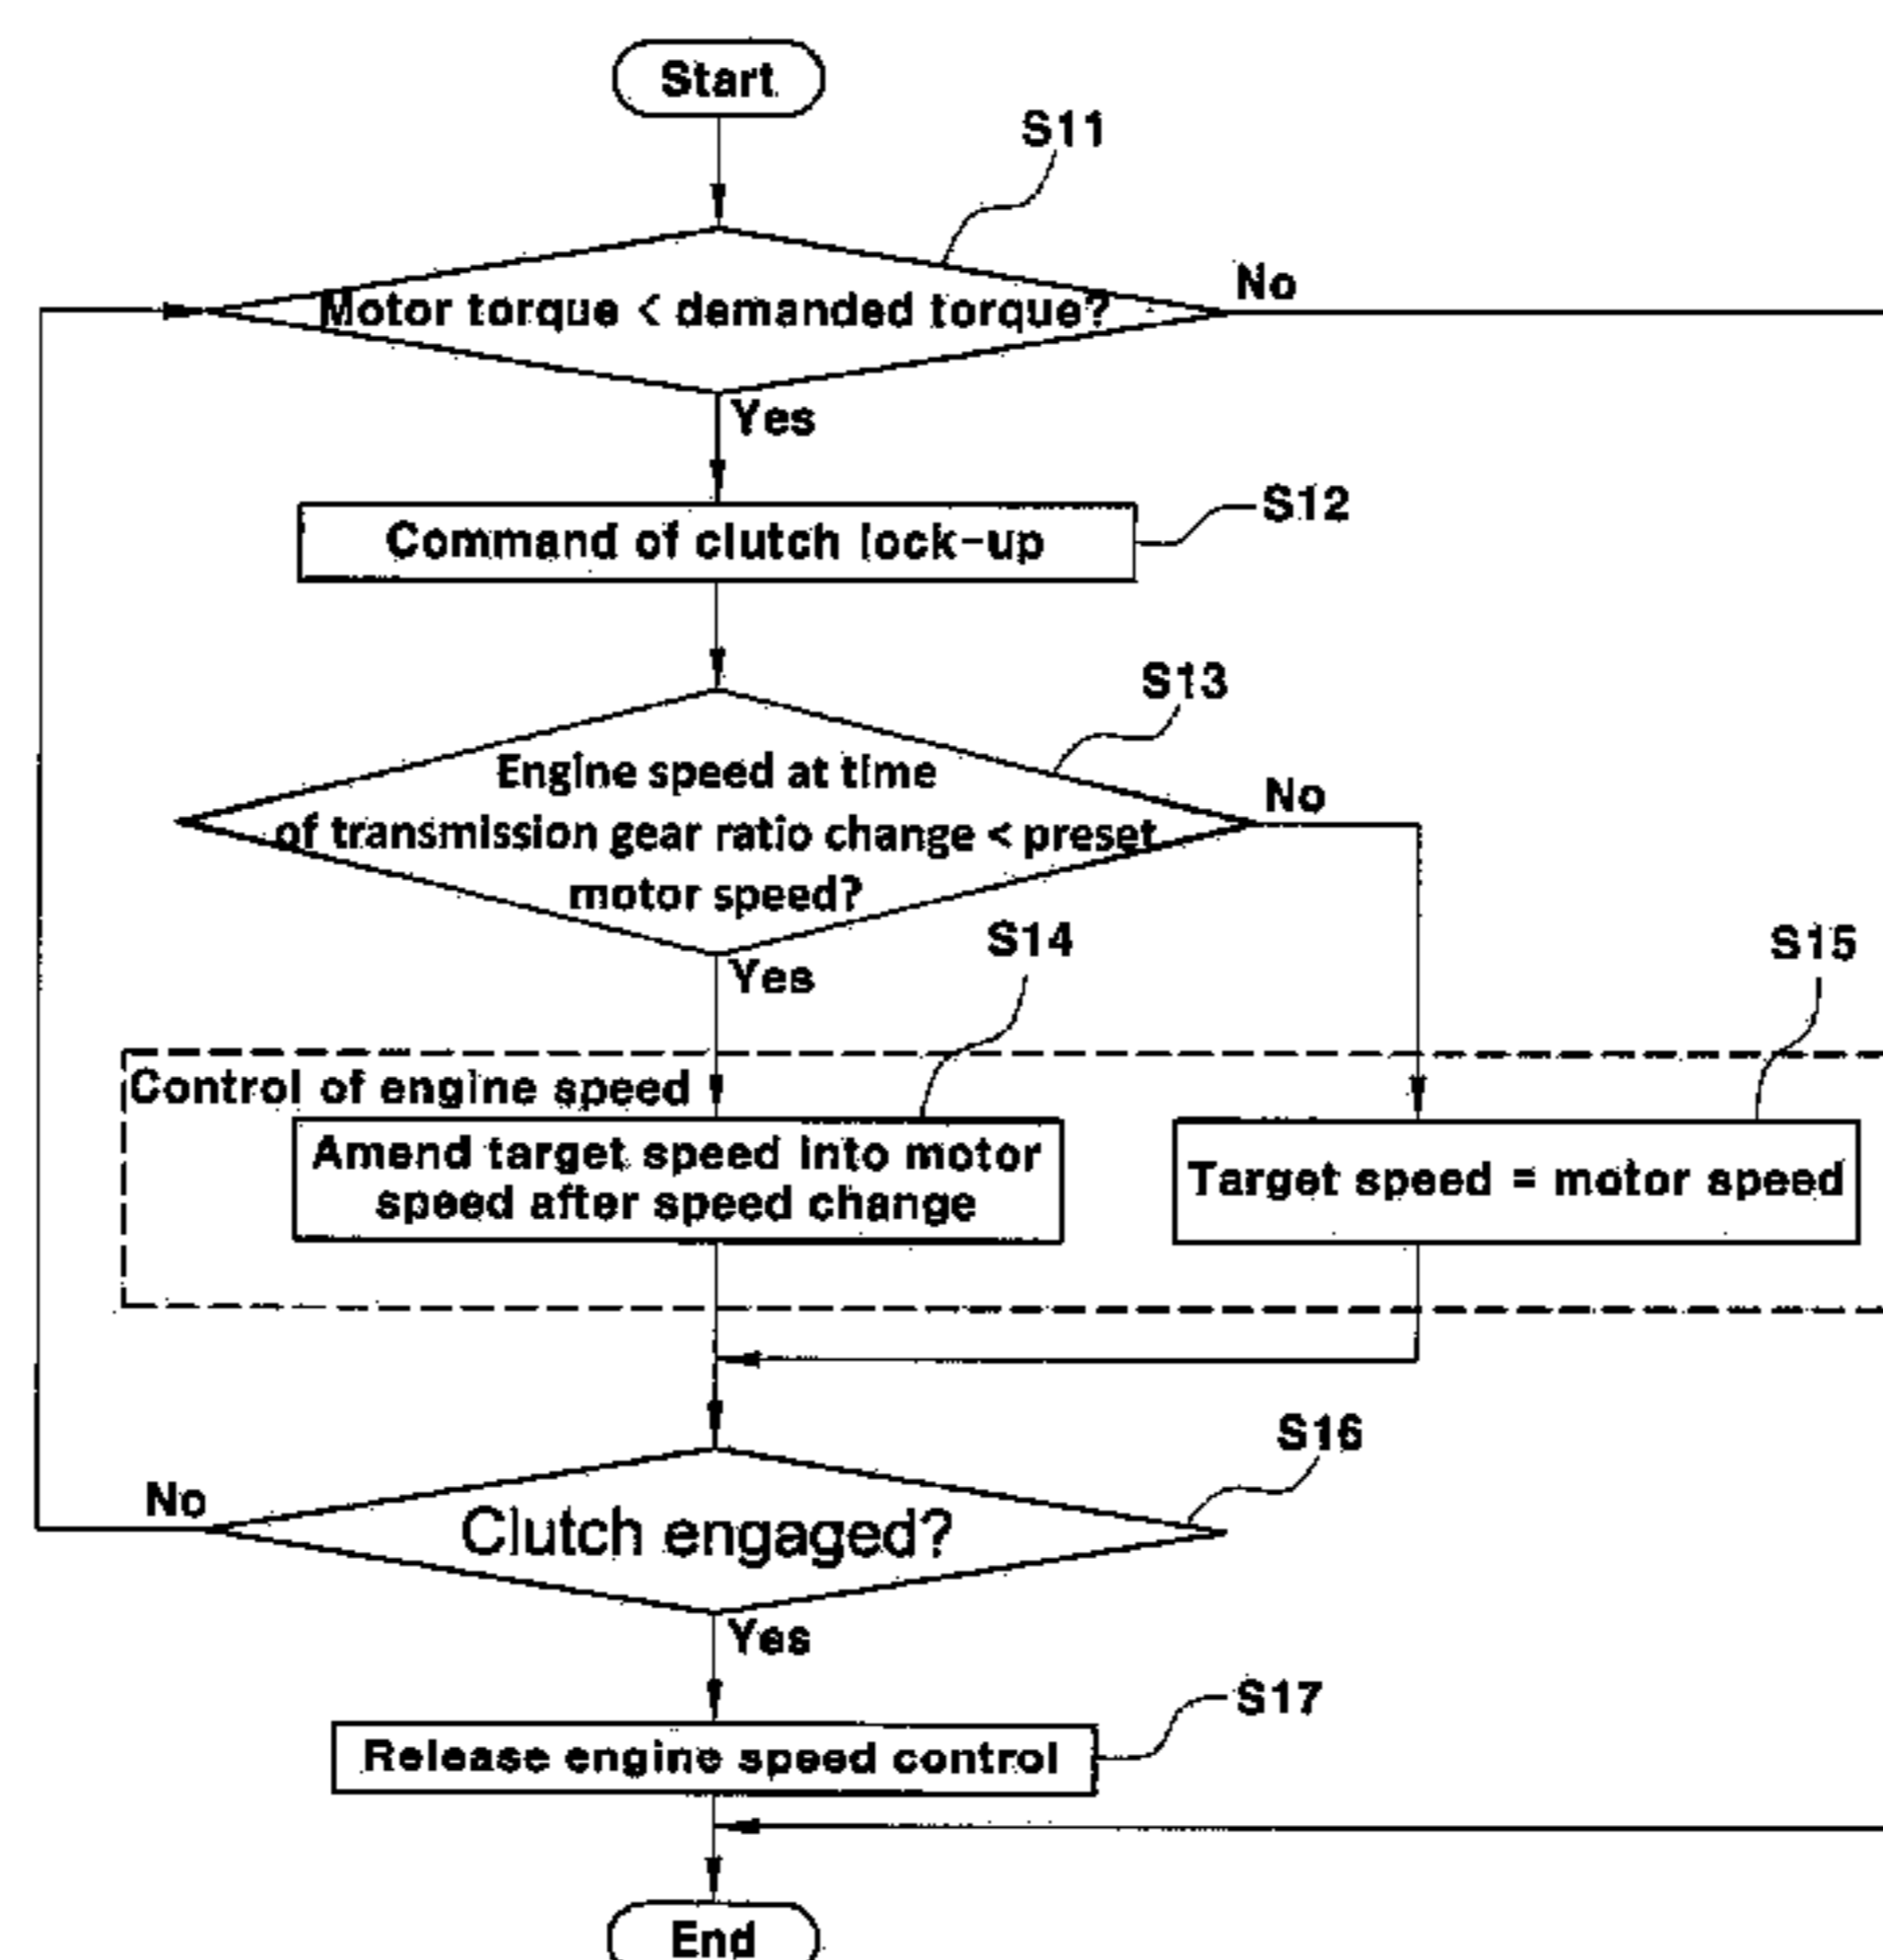 Start
S11
Motor torque < demanded torque?
No
Yes
Command of clutch lock-up
S12
S13
Engine speed at time
of transmission gear ratio change < preset
motor speed?
No
Yes
S14
S15
Control of engine speed
Amend target speed into motor
speed after speed change
Target speed = motor speed
S16
No
Clutch engaged?
Yes
S17
Release engine speed control
End